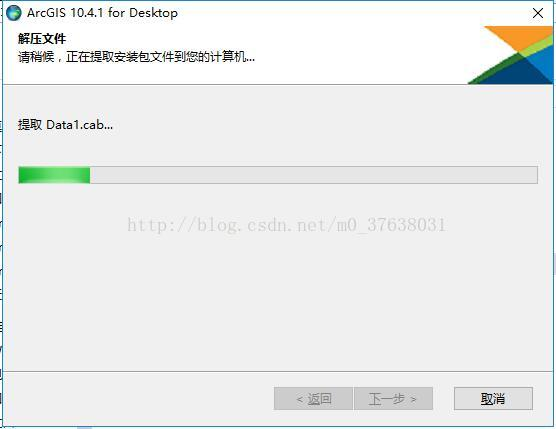 ArcGIS 10.4.1 for Desktop
解压文件
请稍候，正在提取安装包文件到您的计算机...
提取 Data1.cab...
http://blog.csdn.net/m0_37638031
< 返回
下一步 >
取消